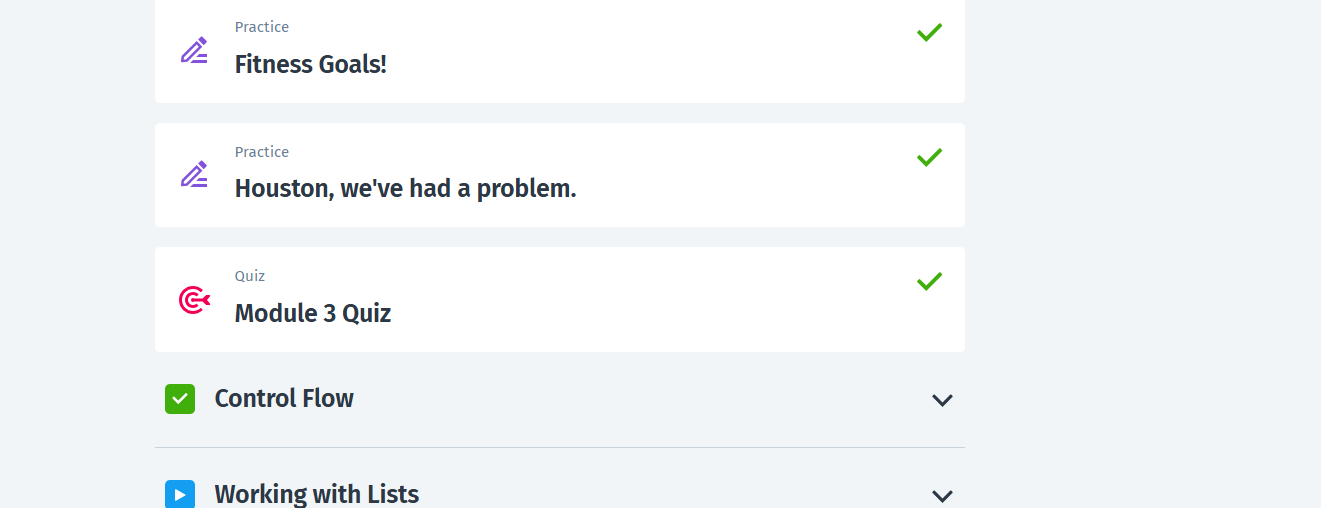 Practice
Fitness Goals!
Practice
Houston, we've had a problem.
Quiz
Module 3 Quiz
Control Flow
Working with Lists